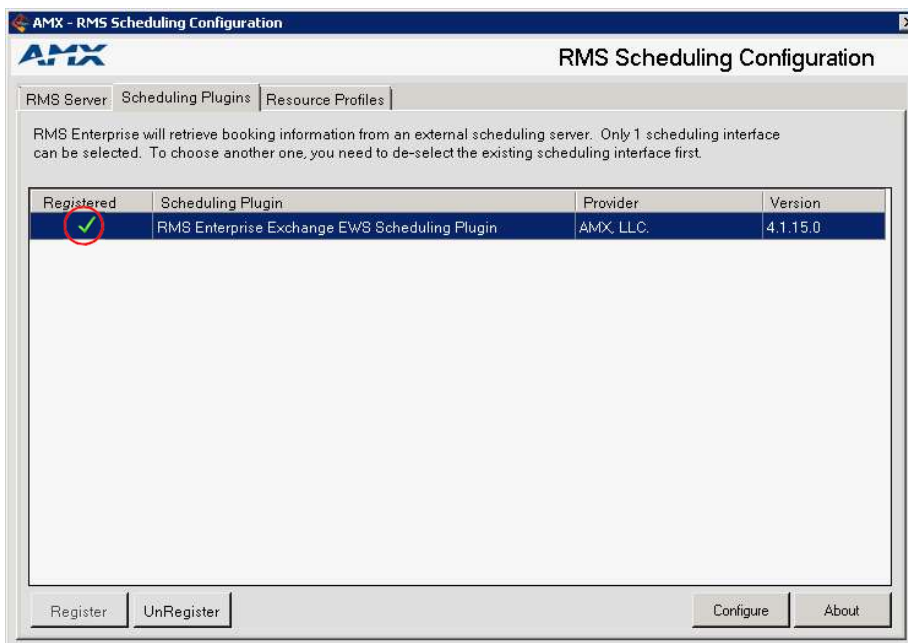 AMX - RMS Scheduling Configuration
AMX
RMS Scheduling Configuration
RMS Server Scheduling Plugins Resource Profiles
RMS Enterprise will retrieve booking information from an external scheduling server. Only 1 scheduling interface
can be selected. To choose another one, you need to de-select the existing scheduling interface first.
Registered Scheduling Plugin Provider Version
RMS Enterprise Exchange EWS Scheduling Plugin AMX, LLC. 4.1.15.0
Register UnRegister Configure About